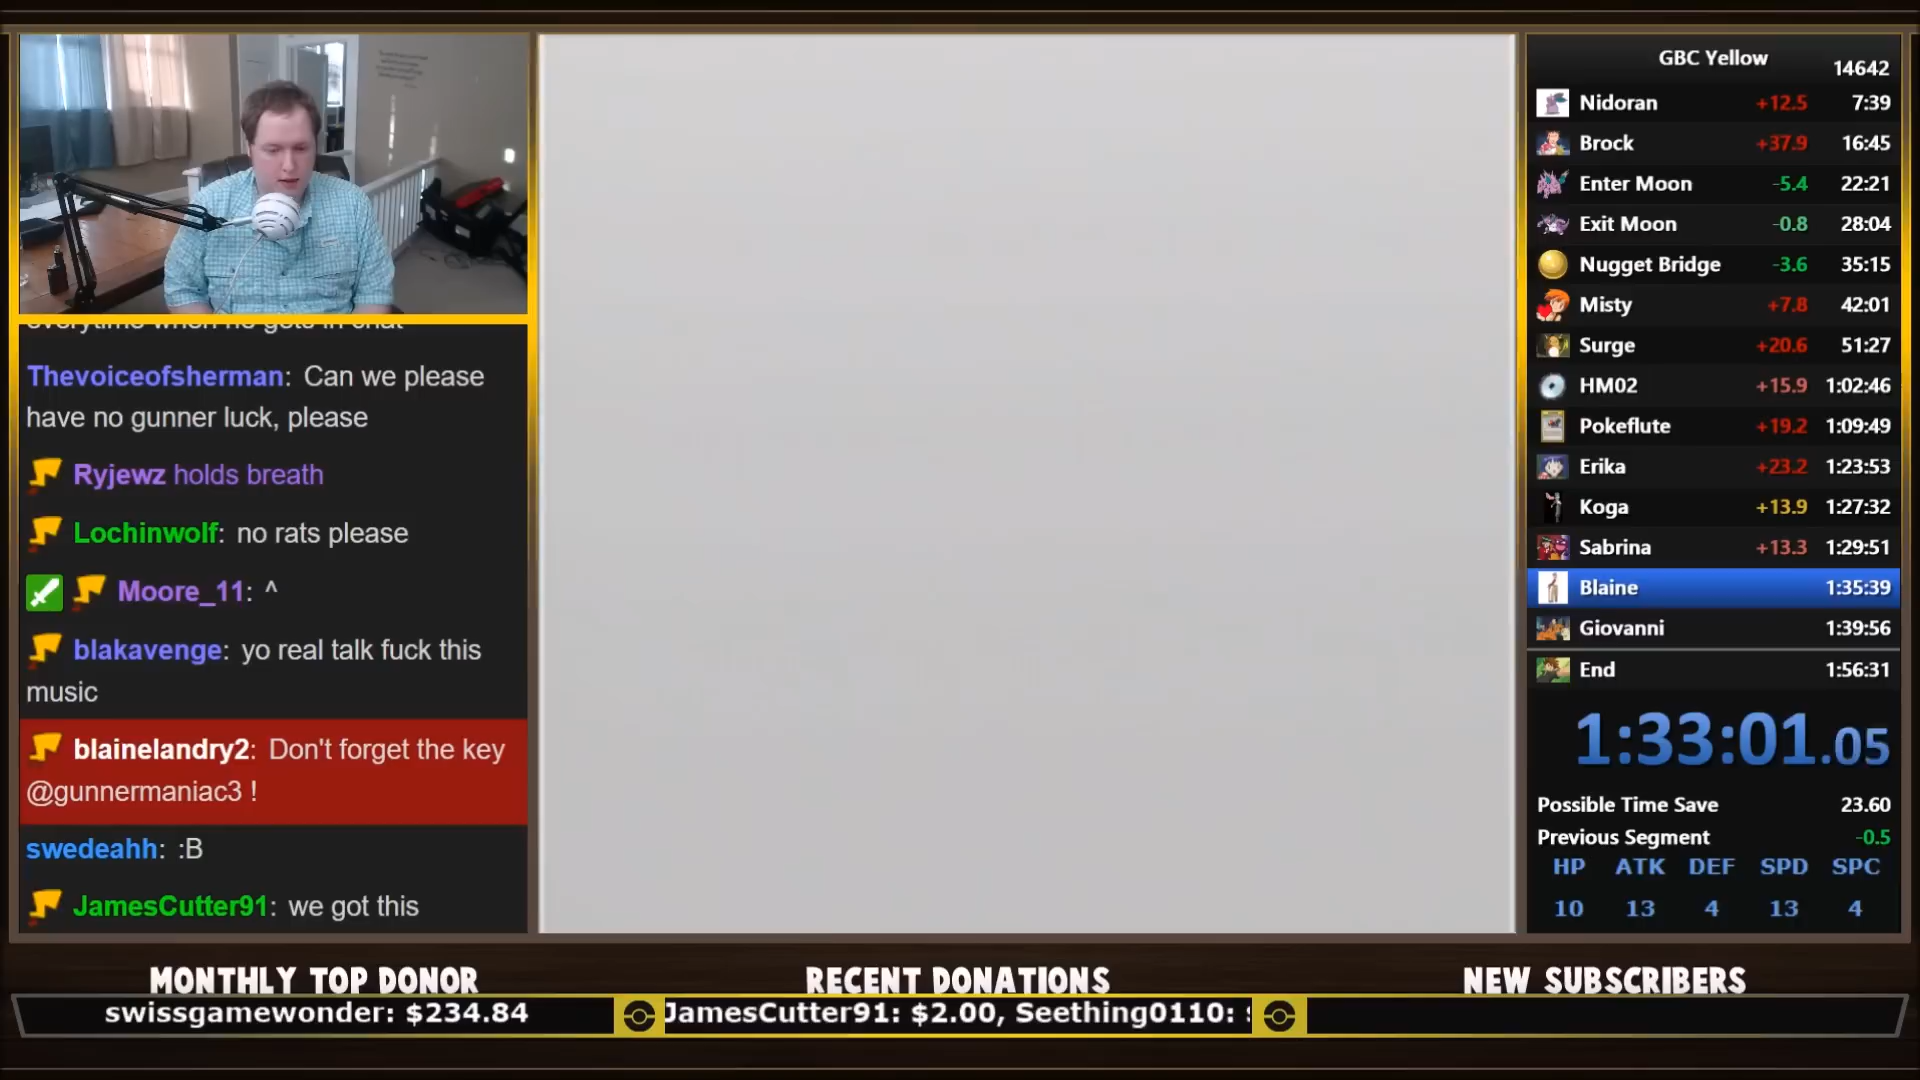 everytime when he gets in chat
Thevoiceofsherman: Can we please
have no gunner luck, please
Ryjewz holds breath
Lochinwolf: no rats please
Moore_11: ^
blakavenge: yo real talk fuck this
music
blainelandry2: Don't forget the key
@gunnermaniac3 !
swedeahh: :B
JamesCutter91: we got this
GBC Yellow 14642
Nidoran +12.5 7:39
Brock +37.9 16:45
Enter Moon -5.4 22:21
Exit Moon -0.8 28:04
Nugget Bridge -3.6 35:15
Misty +7.8 42:01
Surge +20.6 51:27
HM02 +15.9 1:02:46
Pokeflute +19.2 1:09:49
Erika +23.2 1:23:53
Koga +13.9 1:27:32
Sabrina +13.3 1:29:51
Blaine 1:35:39
Giovanni 1:39:56
End 1:56:31
1:33:01.05
Possible Time Save 23.60
Previous Segment -0.5
HP ATK DEF SPD SPC
10 13 4 13 4
MONTHLY TOP DONOR
swissgamewonder: $234.84
RECENT DONATIONS
JamesCutter91: $2.00, Seething0110:
NEW SUBSCRIBERS